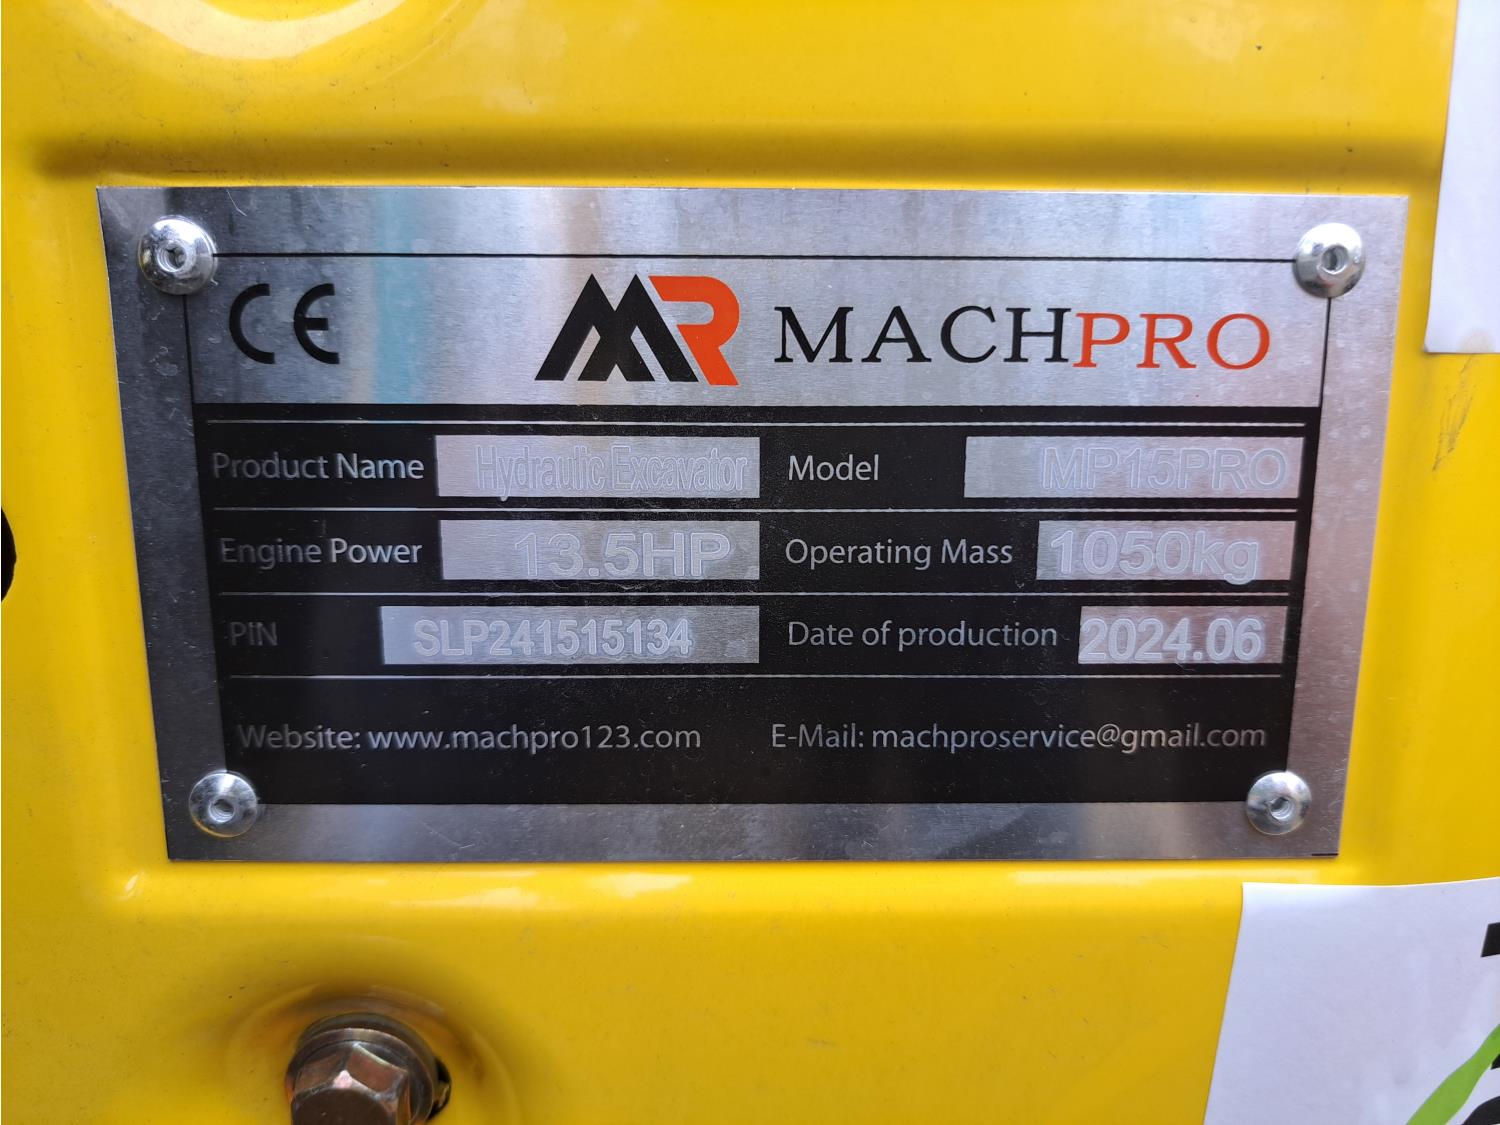 CE MR MACHPRO
Product Name Hydraulic Excavator Model MP15PRO
Engine Power 13.5HP Operating Mass 1050kg
PIN SLP241515134 Date of production 2024.06
Website: www.machpro123.com E-Mail: machproservice@gmail.com